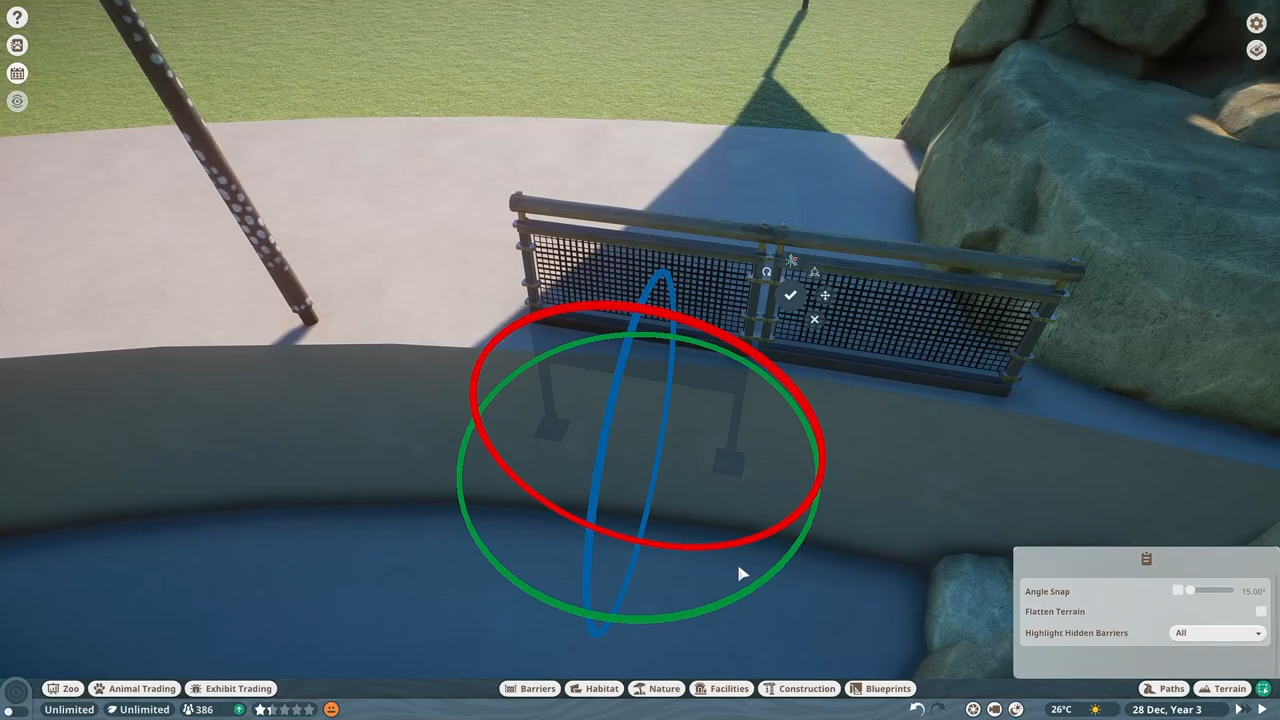 ?
Angle Snap 15.00°
Flatten Terrain
Highlight Hidden Barriers All
Zoo Animal Trading Exhibit Trading Barriers Habitat Nature Facilities Construction Blueprints Paths Terrain
Unlimited Unlimited 386 26°C 28 Dec, Year 3